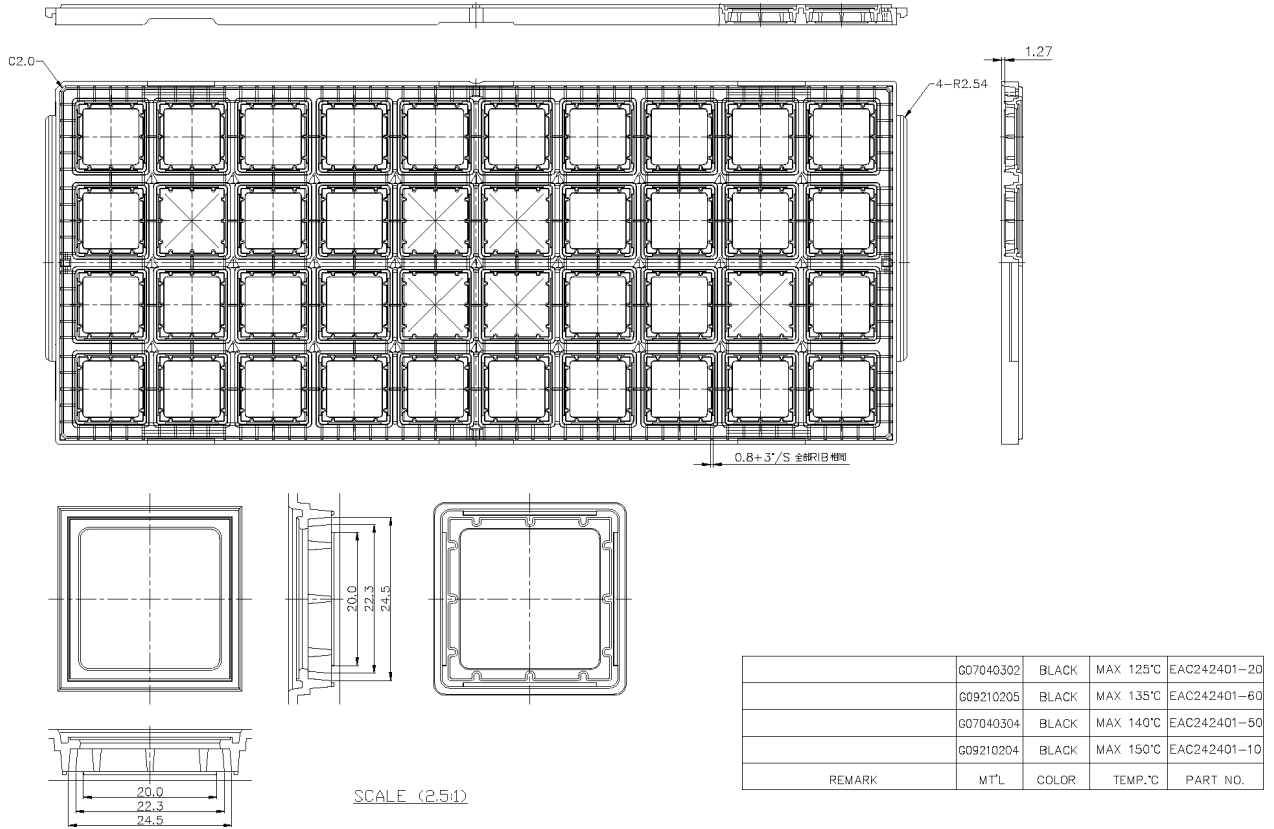 C2.0
1.27
4-R2.54
0.8+3°/S 全部RIB相同
20.0
22.3
24.5
20.0
22.3
24.5
SCALE (2.5:1)
G07040302 BLACK MAX 125°C EAC242401-20
G09210205 BLACK MAX 135°C EAC242401-60
G07040304 BLACK MAX 140°C EAC242401-50
G09210204 BLACK MAX 150°C EAC242401-10
REMARK MT'L COLOR TEMP.°C PART NO.